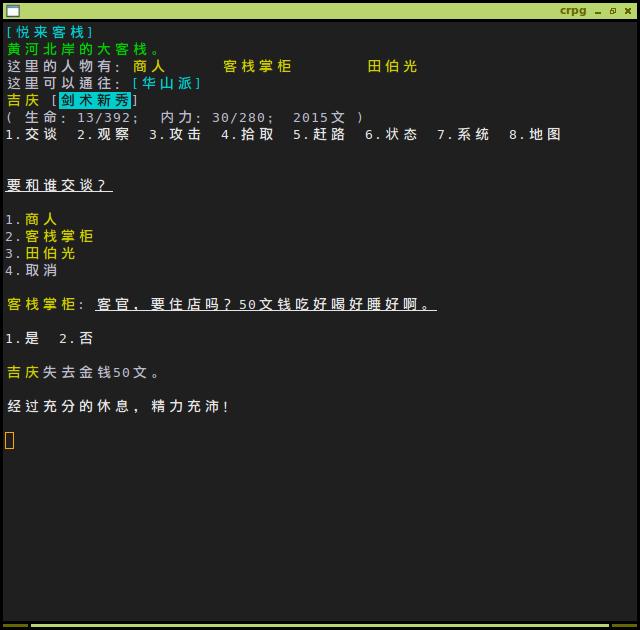 crpg
[悦来客栈]
黄河北岸的大客栈。
这里的人物有: 商人 客栈掌柜 田伯光
这里可以通往: [华山派]
吉庆 [剑术新秀]
( 生命: 13/392; 内力: 30/280; 2015文 )
1.交谈 2.观察 3.攻击 4.拾取 5.赶路 6.状态 7.系统 8.地图
要和谁交谈?
1.商人
2.客栈掌柜
3.田伯光
4.取消
客栈掌柜: 客官, 要住店吗? 50文钱吃好喝好睡好啊。
1.是 2.否
吉庆失去金钱50文。
经过充分的休息, 精力充沛!